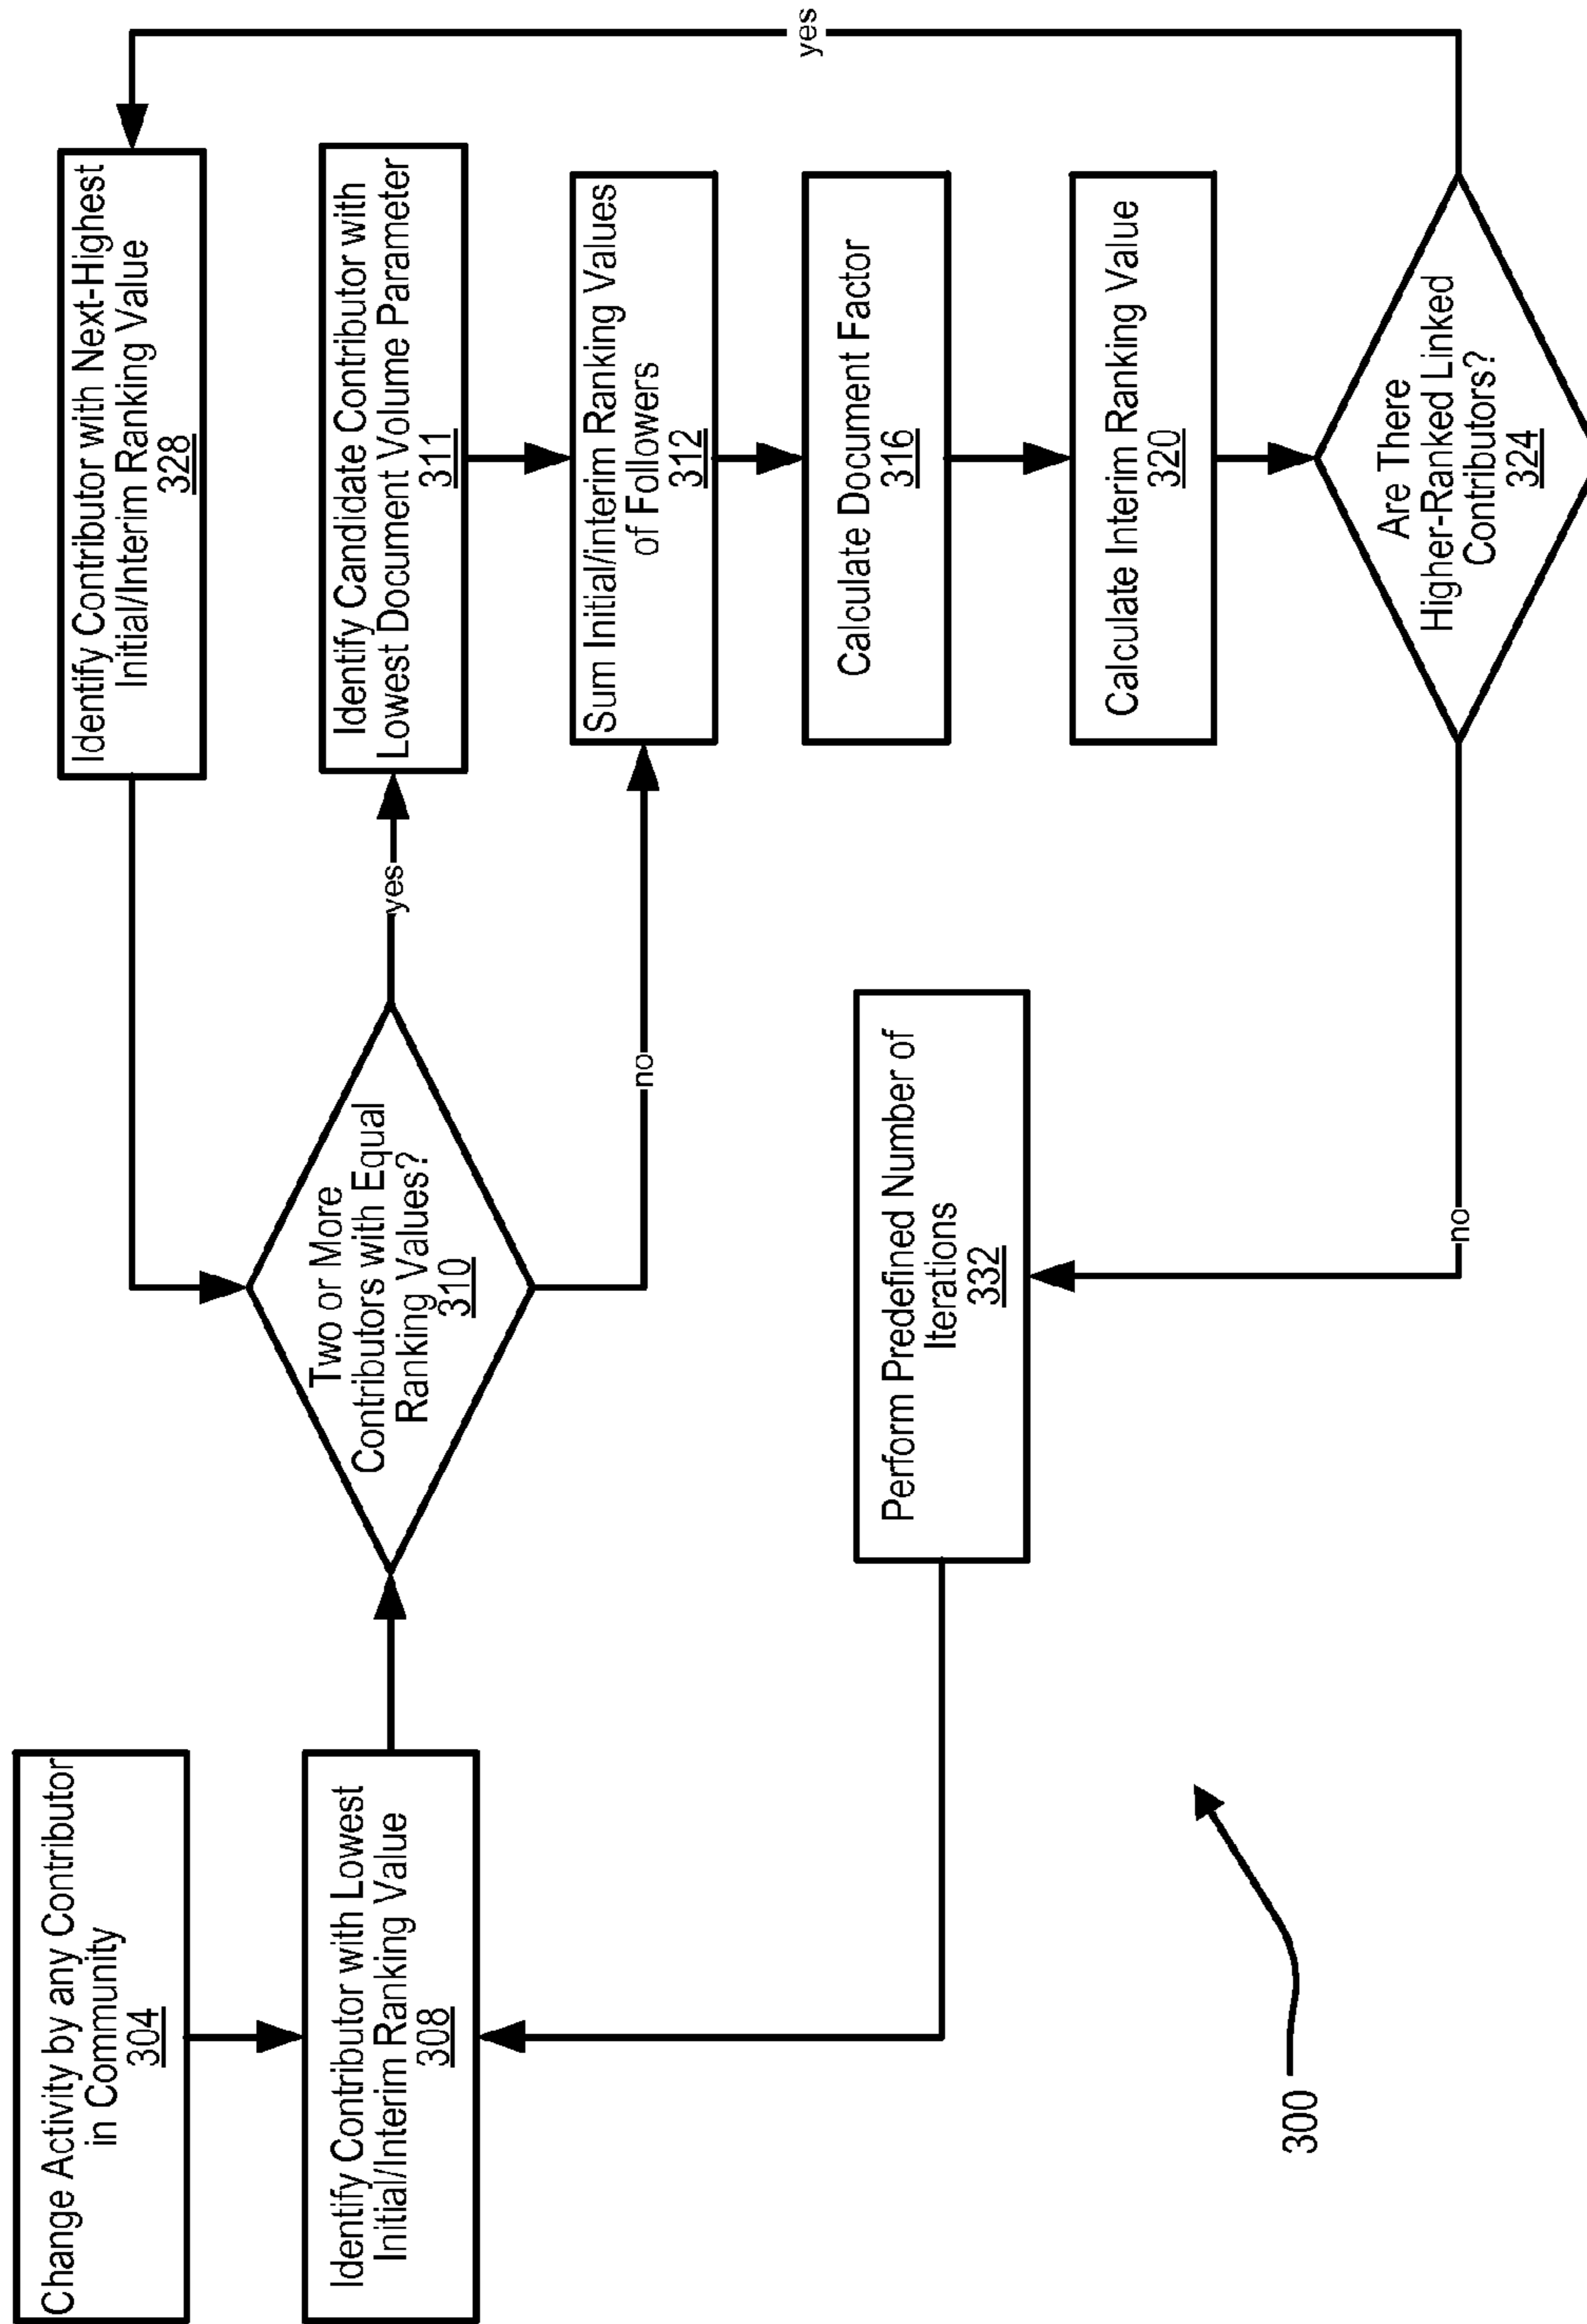 Change Activity by any Contributor
in Community
304
Identify Contributor with Lowest
Initial/Interim Ranking Value
308
Two or More
Contributors with Equal
Ranking Values?
310
yes
no
Identify Contributor with Next-Highest
Initial/Interim Ranking Value
328
Identify Candidate Contributor with
Lowest Document Volume Parameter
311
Sum Initial/interim Ranking Values
of Followers
312
Calculate Document Factor
316
Calculate Interim Ranking Value
320
Are There
Higher-Ranked Linked
Contributors?
324
yes
no
Perform Predefined Number of
Iterations
332
300